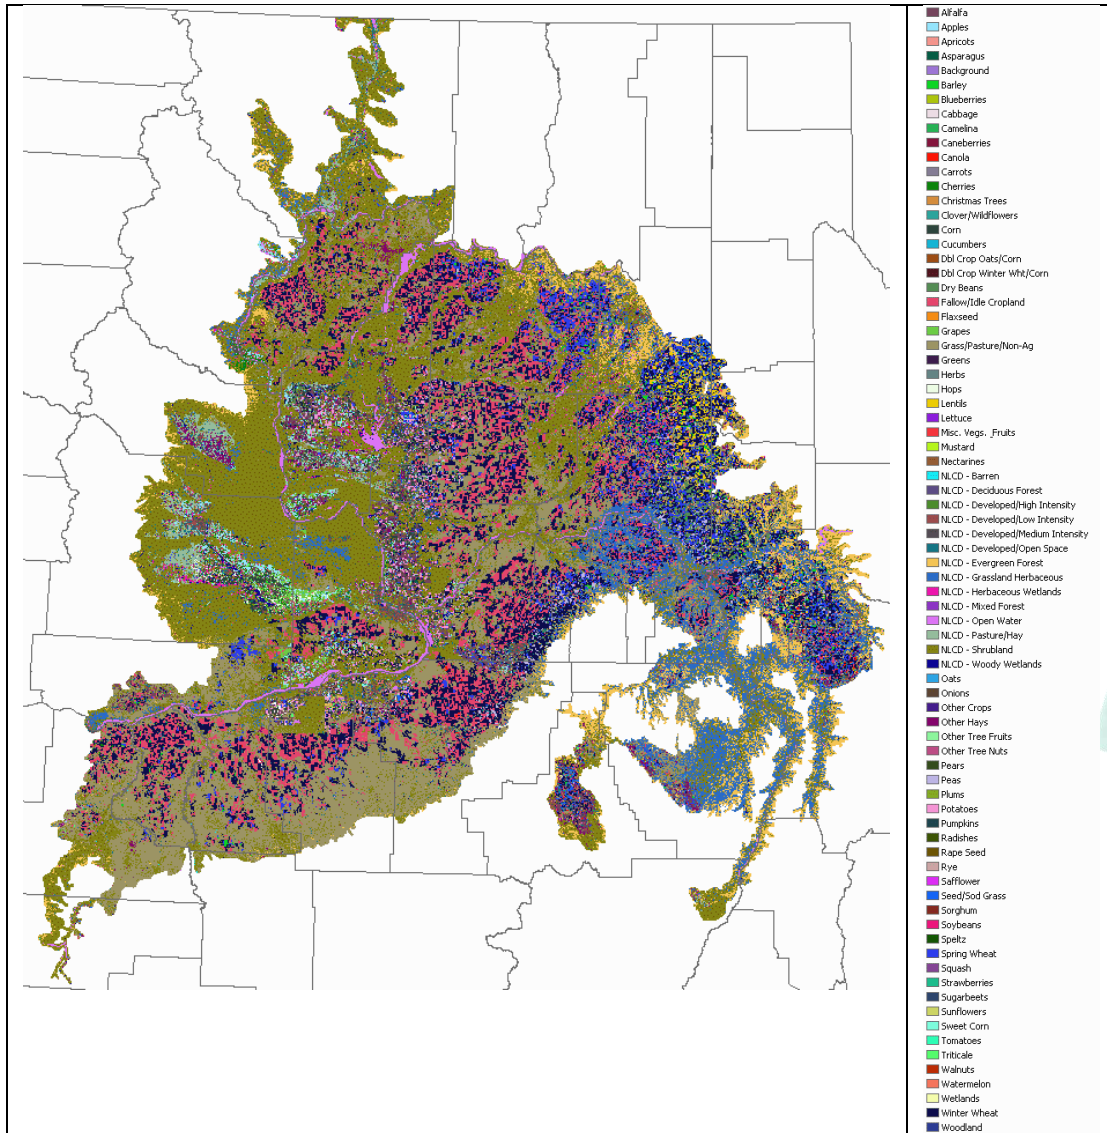 Alfalfa
Apples
Apricots
Asparagus
Background
Barley
Blueberries
Cabbage
Camelina
Caneberries
Canola
Carrots
Cherries
Christmas Trees
Clover/Wildflowers
Corn
Cucumbers
Dbl Crop Oats/Corn
Dbl Crop Winter Wht/Corn
Dry Beans
Fallow/Idle Cropland
Flaxseed
Grapes
Grass/Pasture/Non-Ag
Greens
Herbs
Hops
Lentils
Lettuce
Misc. Vegs. _Fruits
Mustard
Nectarines
NLCD - Barren
NLCD - Deciduous Forest
NLCD - Developed/High Intensity
NLCD - Developed/Low Intensity
NLCD - Developed/Medium Intensity
NLCD - Developed/Open Space
NLCD - Evergreen Forest
NLCD - Grassland Herbaceous
NLCD - Herbaceous Wetlands
NLCD - Mixed Forest
NLCD - Open Water
NLCD - Pasture/Hay
NLCD - Shrubland
NLCD - Woody Wetlands
Oats
Onions
Other Crops
Other Hays
Other Tree Fruits
Other Tree Nuts
Pears
Peas
Plums
Potatoes
Pumpkins
Radishes
Rape Seed
Rye
Safflower
Seed/Sod Grass
Sorghum
Soybeans
Speltz
Spring Wheat
Squash
Strawberries
Sugarbeets
Sunflowers
Sweet Corn
Tomatoes
Triticale
Walnuts
Watermelon
Wetlands
Winter Wheat
Woodland